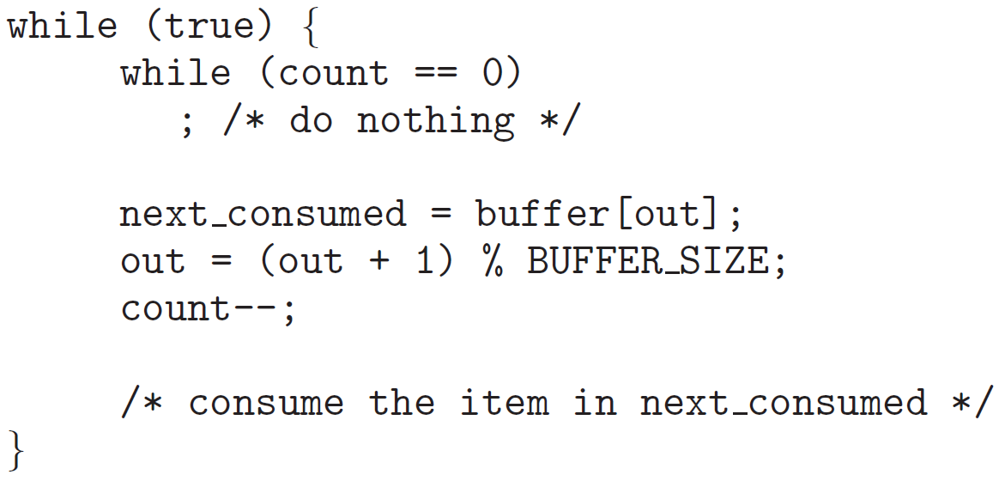 while (true) {
while (count == 0)
; /* do nothing */
next_consumed = buffer[out];
out = (out + 1) % BUFFER_SIZE;
count--;
/* consume the item in next_consumed */
}